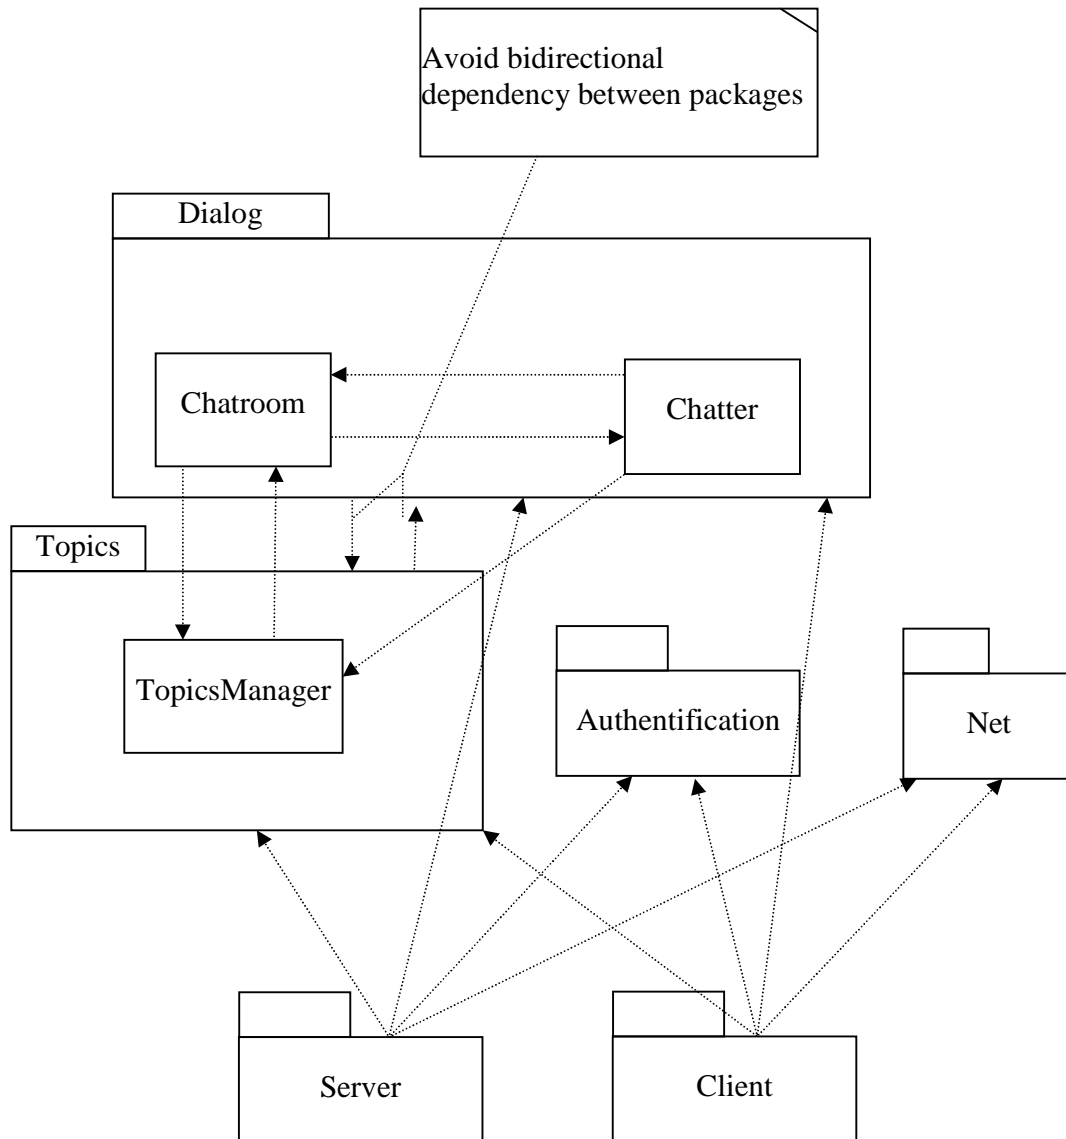 Avoid bidirectional
dependency between packages
Dialog
Chatroom
Chatter
Topics
TopicsManager
Authentification
Net
Server
Client